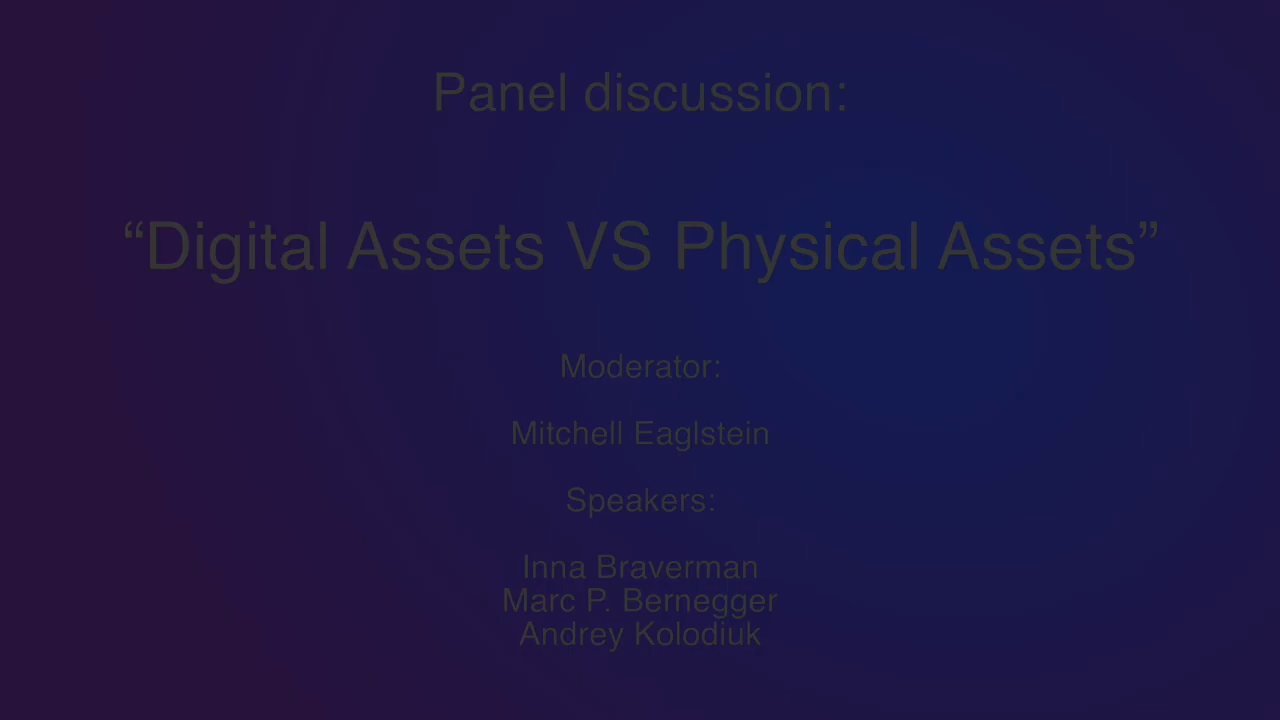 Panel discussion:
“Digital Assets VS Physical Assets”
Moderator:
Mitchell Eaglstein
Speakers:
Inna Braverman
Marc P. Bernegger
Andrey Kolodiuk